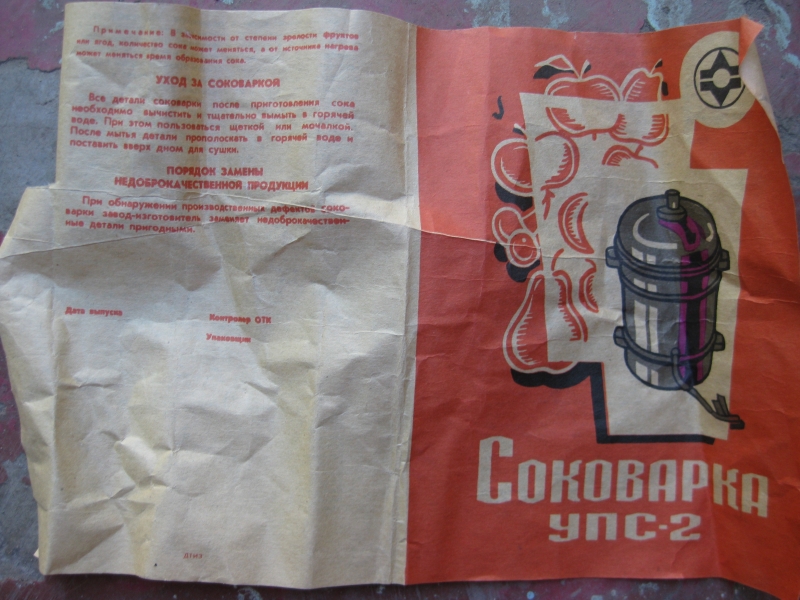 Примечание: В зависимости от степени зрелости фруктов
или ягод, количество сока может меняться, а от источника нагрева
может меняться время образования сока.
УХОД ЗА СОКОВАРКОЙ
Все детали соковарки после приготовления сока
необходимо вычистить и тщательно вымыть в горячей
воде. При этом пользоваться щеткой или мочалкой.
После мытья детали прополоскать в горячей воде и
поставить вверх дном для сушки.
ПОРЯДОК ЗАМЕНЫ
НЕДОБРОКАЧЕСТВЕННОЙ ПРОДУКЦИИ
При обнаружении производственных дефектов соко-
варки завод-изготовитель заменяет недоброкачествен-
ные детали пригодными.
Дата выпуска
Контролер ОТК
Упаковщик
СОКОВАРКА
УПС-2